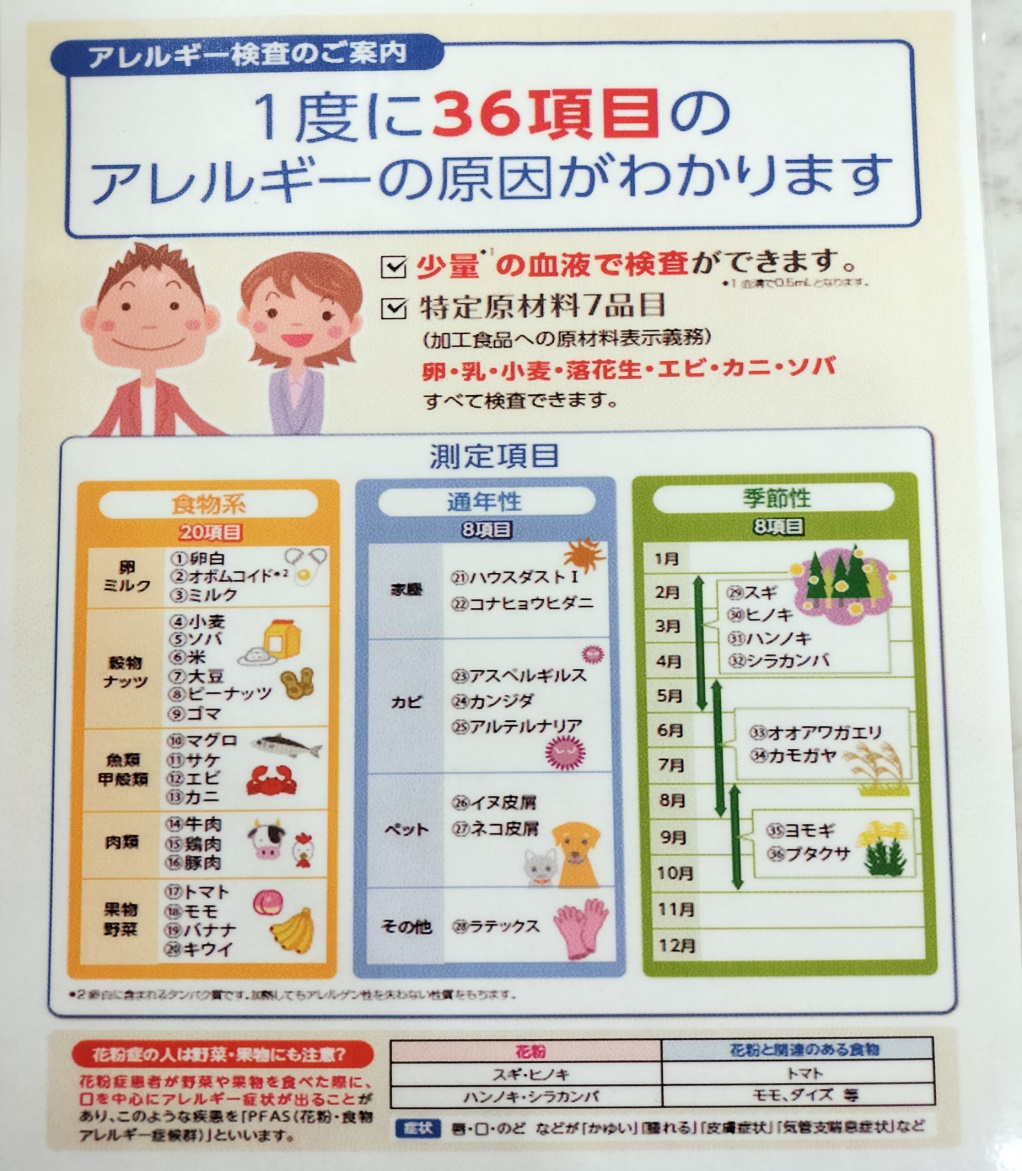 アレルギー検査のご案内
1度に36項目の
アレルギーの原因がわかります
少量*1の血液で検査ができます。
*1 血清で0.5mLとなります。
特定原材料7品目
(加工食品への原材料表示義務)
卵・乳・小麦・落花生・エビ・カニ・ソバ
すべて検査できます。
測定項目
食物系
20項目
卵
ミルク
①卵白
②オボムコイド*2
③ミルク
穀物
ナッツ
④小麦
⑤ソバ
⑥米
⑦大豆
⑧ピーナッツ
⑨ゴマ
魚類
甲殻類
⑩マグロ
⑪サケ
⑫エビ
⑬カニ
肉類
⑭牛肉
⑮鶏肉
⑯豚肉
果物
野菜
⑰トマト
⑱モモ
⑲バナナ
⑳キウイ
通年性
8項目
家塵
㉑ハウスダストⅠ
㉒コナヒョウヒダニ
カビ
㉓アスペルギルス
㉔カンジダ
㉕アルテルナリア
ペット
㉖イヌ皮屑
㉗ネコ皮屑
その他
㉘ラテックス
季節性
8項目
1月
2月
3月
4月
5月
6月
7月
8月
9月
10月
11月
12月
㉙スギ
㉚ヒノキ
㉛ハンノキ
㉜シラカンバ
㉝オオアワガエリ
㉞カモガヤ
㉟ヨモギ
㊱ブタクサ
*2 卵白に含まれるタンパク質です。加熱してもアレルゲン性を失わない性質をもちます。
花粉症の人は野菜・果物にも注意?
花粉症患者が野菜や果物を食べた際に、
口を中心にアレルギー症状が出ることが
あり、このような疾患を「PFAS(花粉・食物
アレルギー症候群)」といいます。
花粉 花粉と関連のある食物
スギ・ヒノキ トマト
ハンノキ・シラカンバ モモ、ダイズ 等
症状 唇・口・のど などが「かゆい」「腫れる」「皮膚症状」「気管支喘息症状」など